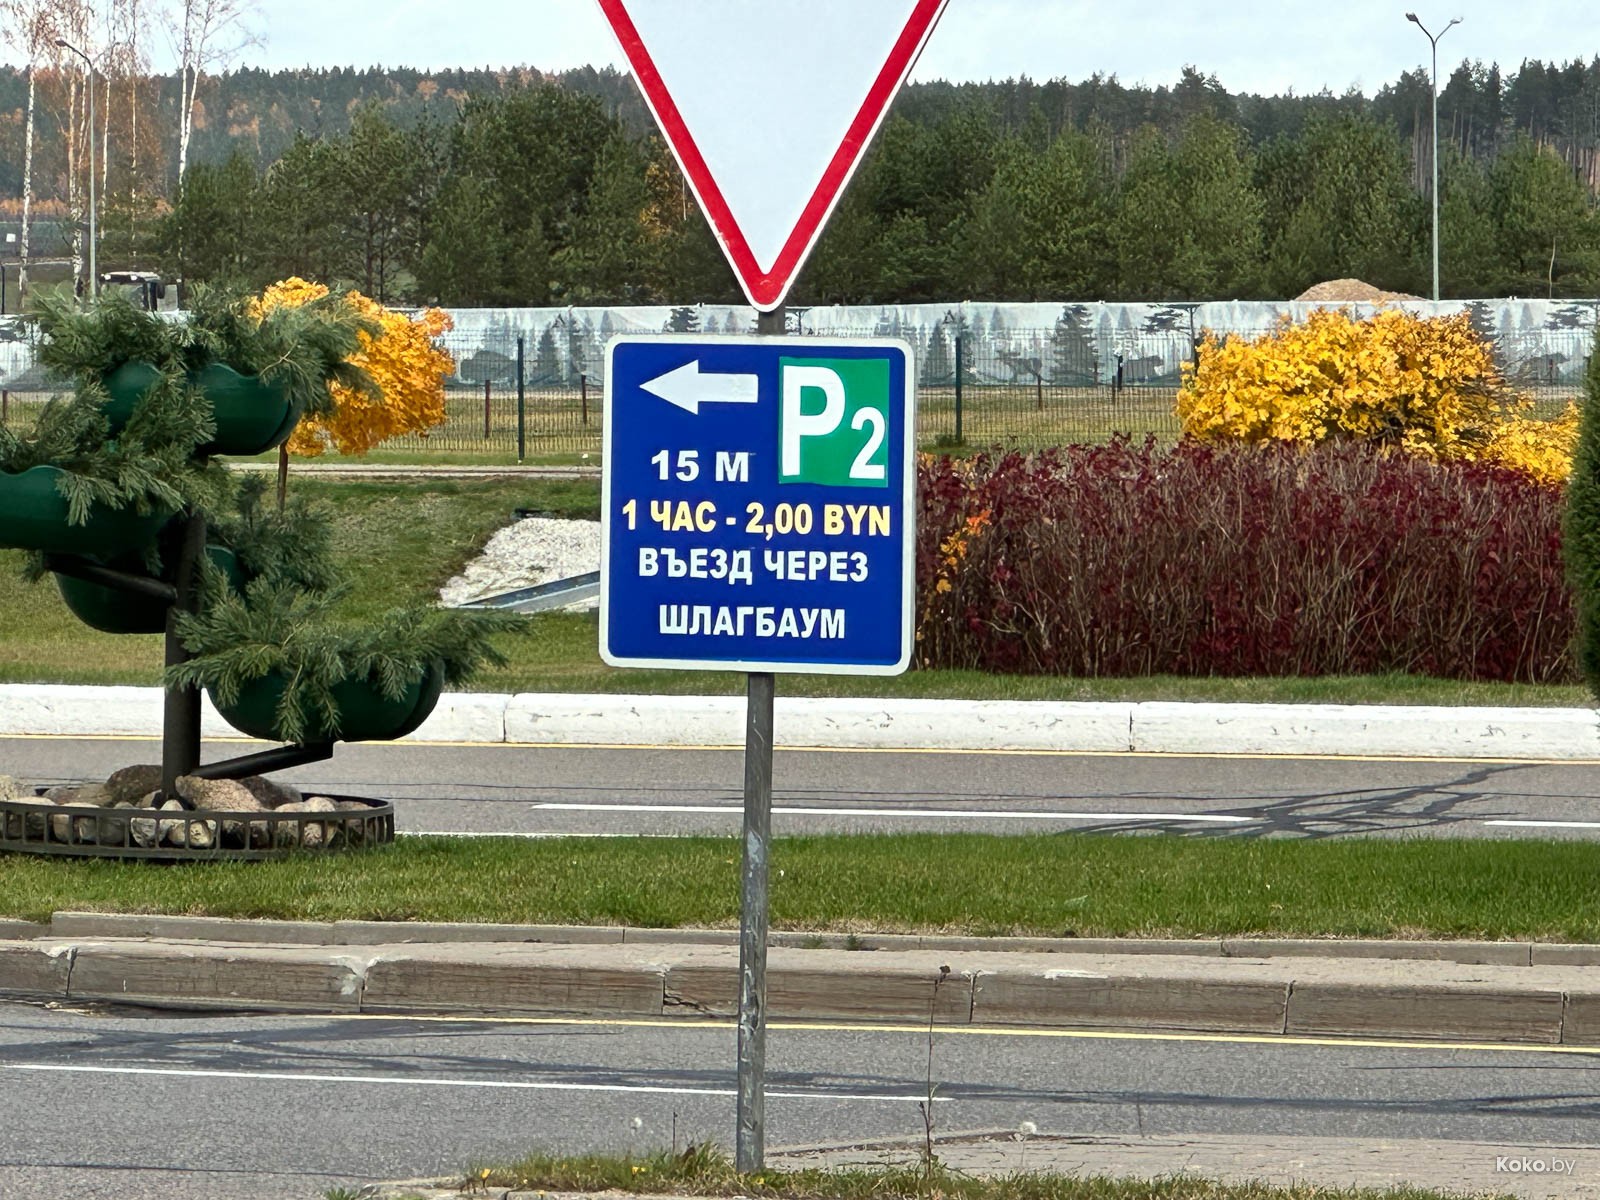 P2
15 М
1 ЧАС - 2,00 BYN
ВЪЕЗД ЧЕРЕЗ
ШЛАГБАУМ
Koko.by